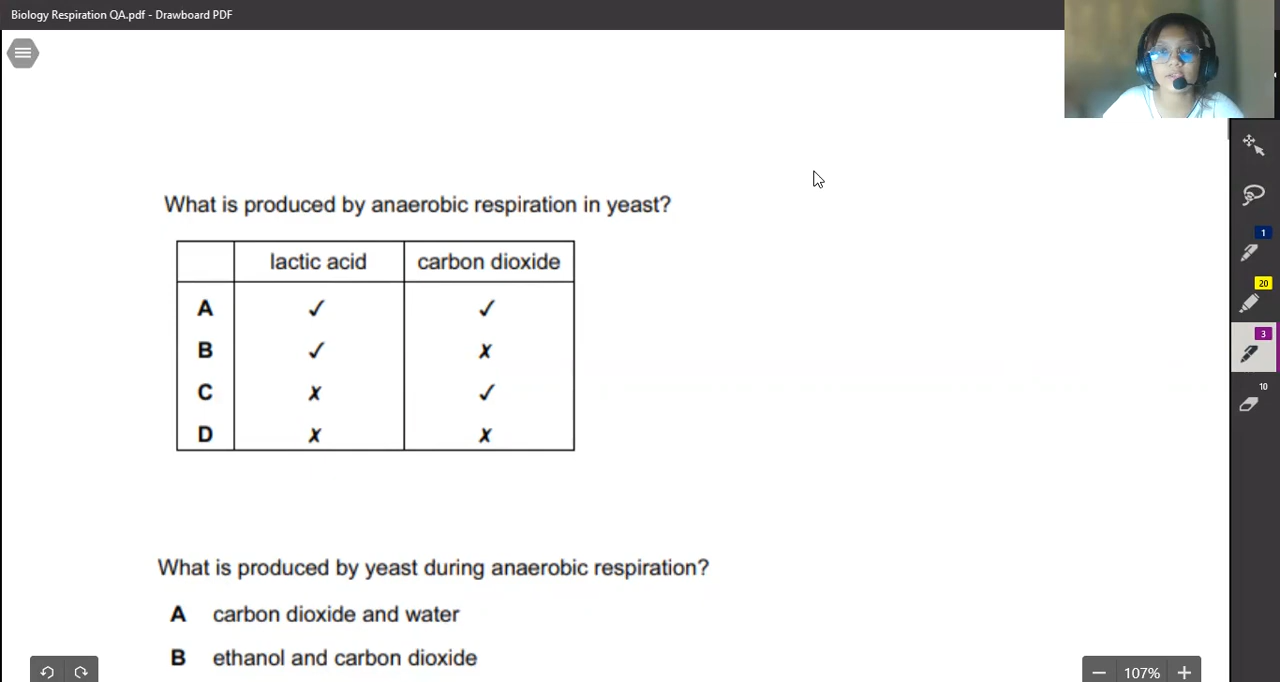 Biology Respiration QA.pdf - Drawboard PDF
What is produced by anaerobic respiration in yeast?
lactic acid carbon dioxide
A ✓ ✓
B ✓ ✗
C ✗ ✓
D ✗ ✗
What is produced by yeast during anaerobic respiration?
A carbon dioxide and water
B ethanol and carbon dioxide
1
20
3
10
107%